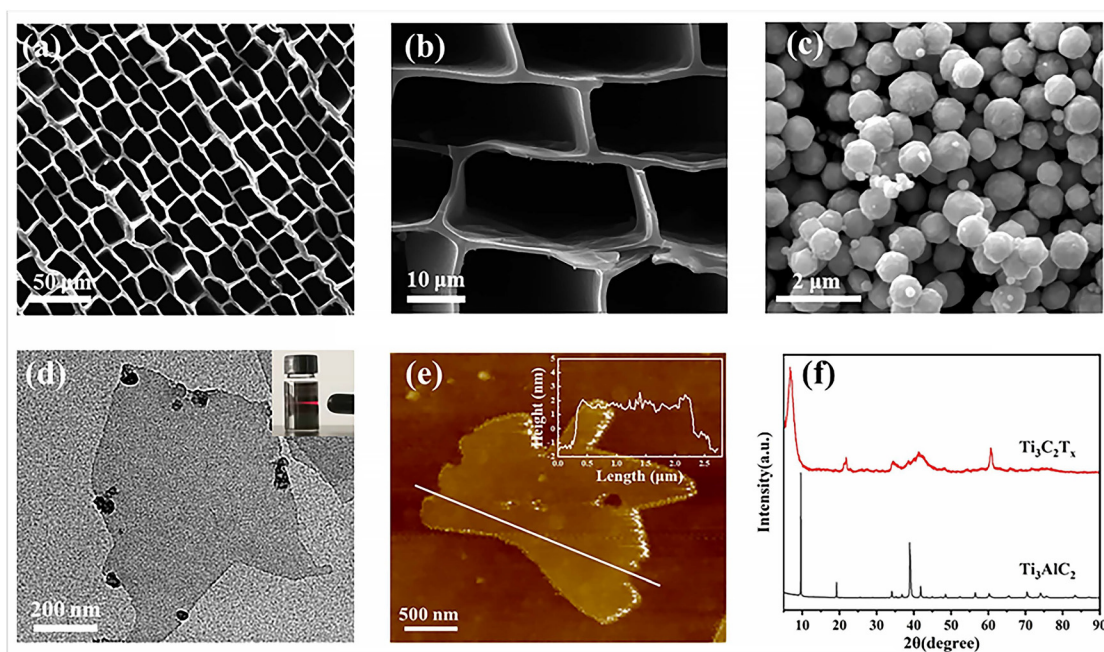 (a)
50 μm
(b)
10 μm
(c)
2 μm
(d)
200 nm
(e)
500 nm
Height (nm)
5
4
3
2
1
0
-1
-2
0.0 0.5 1.0 1.5 2.0 2.5
Length (μm)
(f)
Intensity(a.u.)
Ti₃C₂Tₓ
Ti₃AlC₂
10 20 30 40 50 60 70 80 90
2θ(degree)